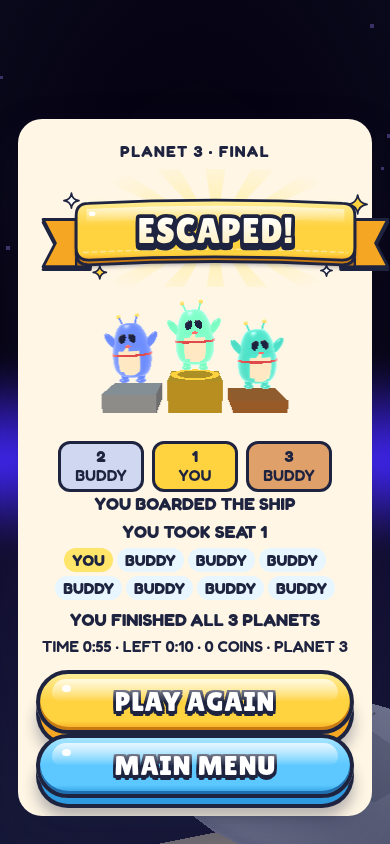 PLANET 3 · FINAL
ESCAPED!
2 1 3
BUDDY YOU BUDDY
YOU BOARDED THE SHIP
YOU TOOK SEAT 1
YOU BUDDY BUDDY BUDDY
BUDDY BUDDY BUDDY BUDDY
YOU FINISHED ALL 3 PLANETS
TIME 0:55 · LEFT 0:10 · 0 COINS · PLANET 3
PLAY AGAIN
MAIN MENU